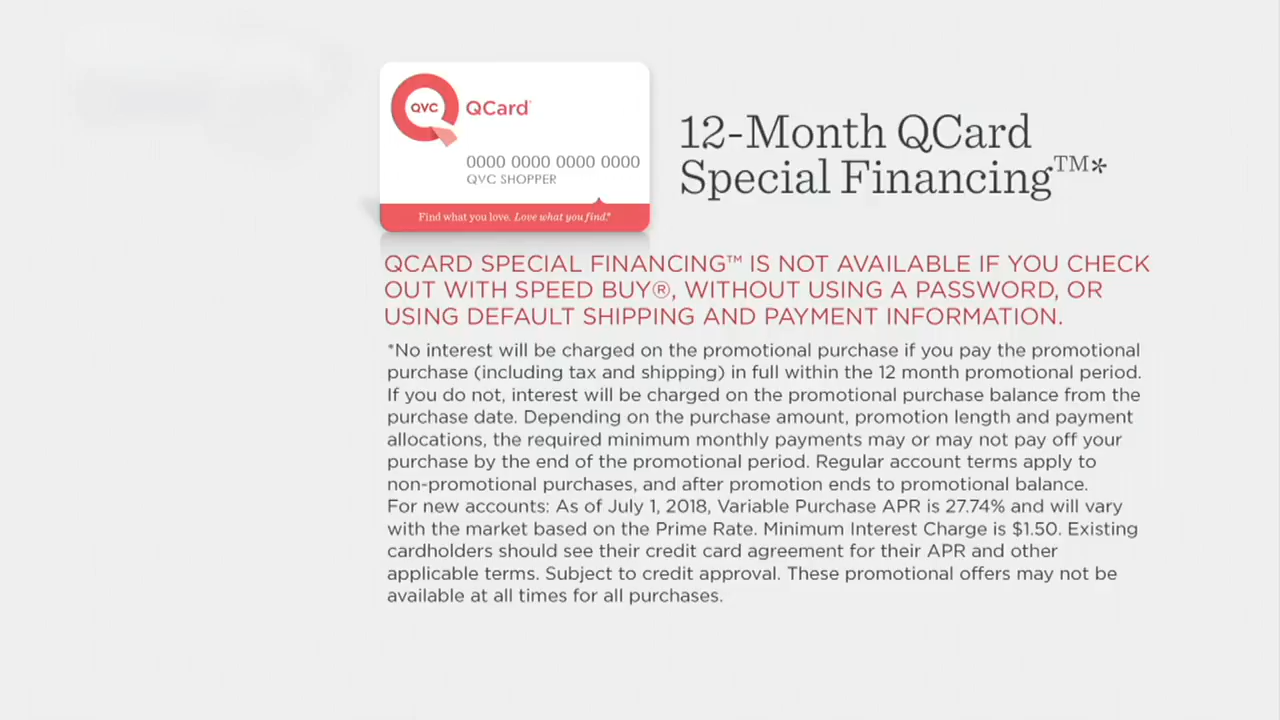 QVC QCard®
0000 0000 0000 0000
QVC SHOPPER
Find what you love. Love what you find.®
12-Month QCard
Special Financing™*
QCARD SPECIAL FINANCING™ IS NOT AVAILABLE IF YOU CHECK
OUT WITH SPEED BUY®, WITHOUT USING A PASSWORD, OR
USING DEFAULT SHIPPING AND PAYMENT INFORMATION.
*No interest will be charged on the promotional purchase if you pay the promotional
purchase (including tax and shipping) in full within the 12 month promotional period.
If you do not, interest will be charged on the promotional purchase balance from the
purchase date. Depending on the purchase amount, promotion length and payment
allocations, the required minimum monthly payments may or may not pay off your
purchase by the end of the promotional period. Regular account terms apply to
non-promotional purchases, and after promotion ends to promotional balance.
For new accounts: As of July 1, 2018, Variable Purchase APR is 27.74% and will vary
with the market based on the Prime Rate. Minimum Interest Charge is $1.50. Existing
cardholders should see their credit card agreement for their APR and other
applicable terms. Subject to credit approval. These promotional offers may not be
available at all times for all purchases.